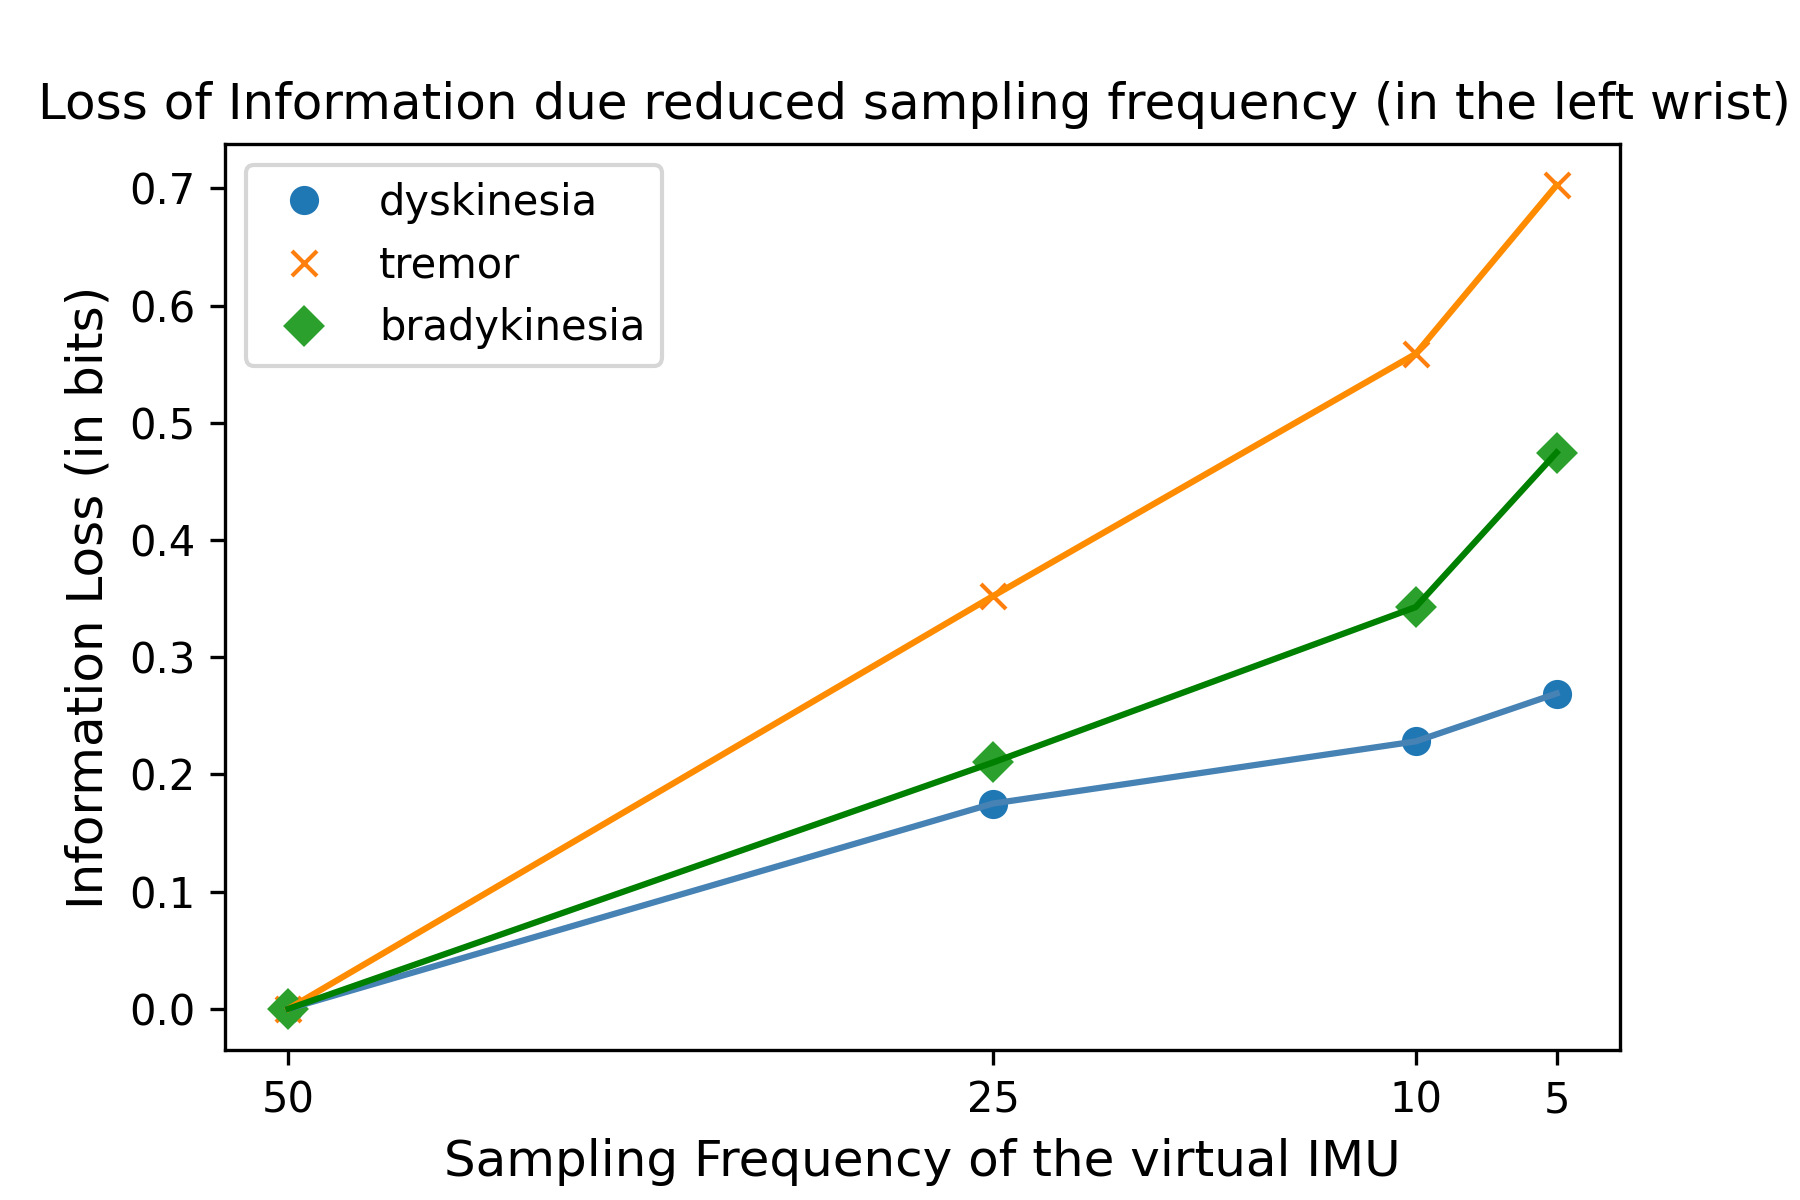 Loss of Information due reduced sampling frequency (in the left wrist)
dyskinesia
tremor
bradykinesia
0.7
0.6
0.5
0.4
0.3
0.2
0.1
0.0
Information Loss (in bits)
50 25 10 5
Sampling Frequency of the virtual IMU